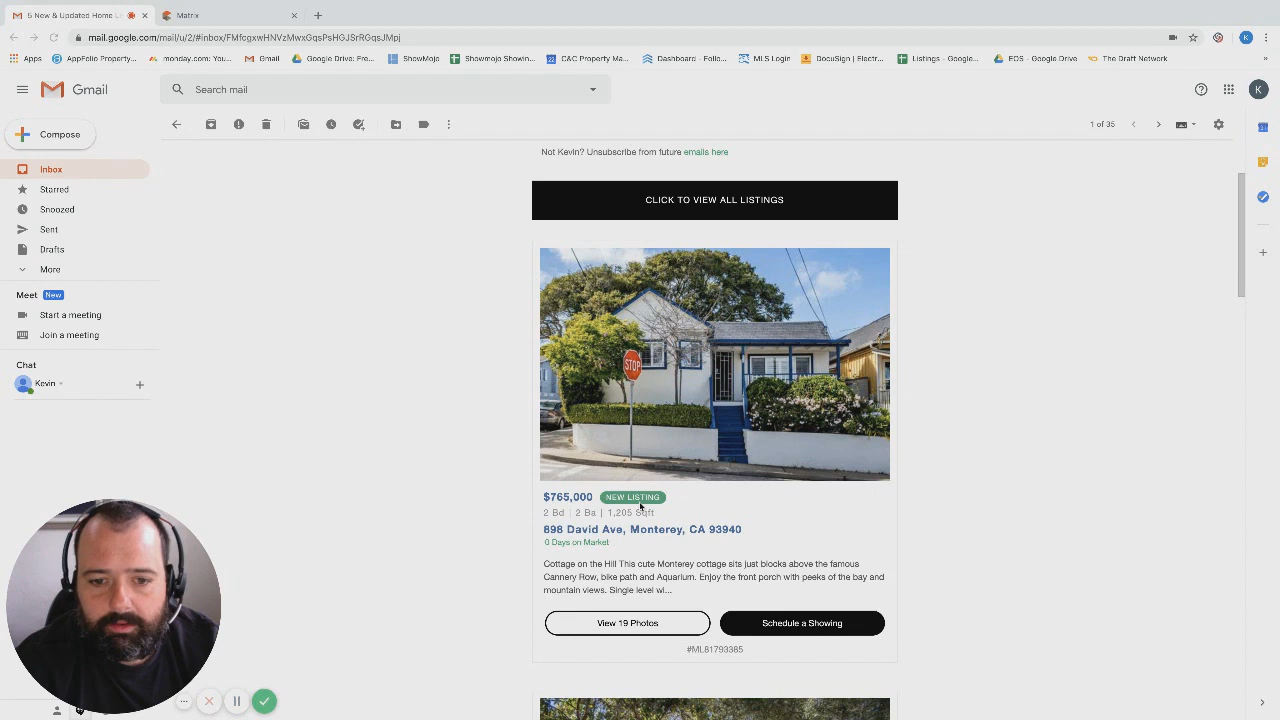 5 New & Updated Home L
Matrix
mail.google.com/mail/u/2/#inbox/FMfcgxwHNVzMwxGqsPsHGJSrRGqsJMpj
Apps
AppFolio Property...
monday.com - You...
Gmail
Google Drive: Fre...
ShowMojo
Showmojo Showin...
C&C Property Ma...
Dashboard - Follo...
MLS Login
DocuSign | Electr...
Listings - Google...
EOS - Google Drive
The Draft Network
»
K
Gmail
Search mail
K
Compose
1 of 35
Inbox
Starred
Snoozed
Sent
Drafts
More
Meet New
Start a meeting
Join a meeting
Chat
Kevin
Not Kevin? Unsubscribe from future emails here
CLICK TO VIEW ALL LISTINGS
STOP
$765,000 NEW LISTING
2 Bd | 2 Ba | 1,205 Sqft
898 David Ave, Monterey, CA 93940
0 Days on Market
Cottage on the Hill This cute Monterey cottage sits just blocks above the famous
Cannery Row, bike path and Aquarium. Enjoy the front porch with peeks of the bay and
mountain views. Single level wi...
View 19 Photos
Schedule a Showing
#ML81793385